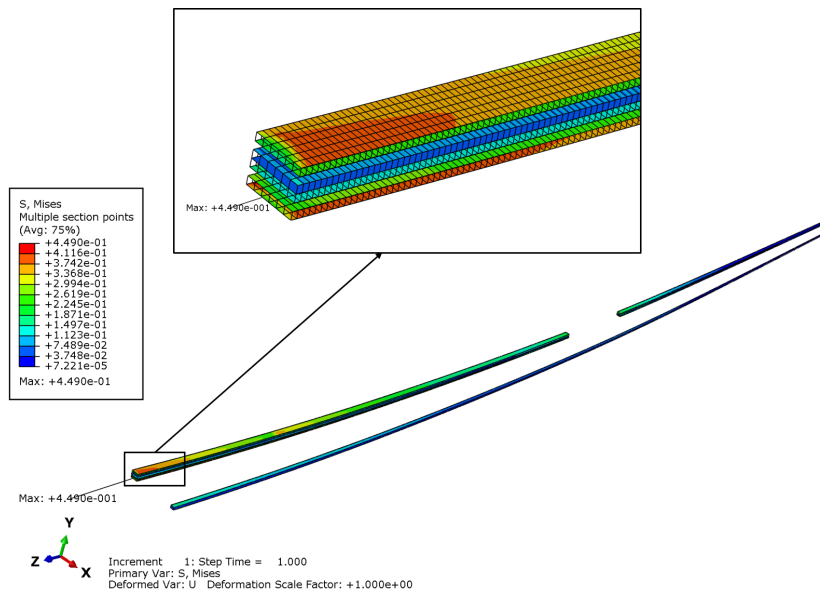 Max: +4.490e-001
S, Mises
Multiple section points
(Avg: 75%)
+4.490e-01
+4.116e-01
+3.742e-01
+3.368e-01
+2.994e-01
+2.619e-01
+2.245e-01
+1.871e-01
+1.497e-01
+1.123e-01
+7.489e-02
+3.748e-02
+7.221e-05
Max: +4.490e-01
Max: +4.490e-001
Y
Z
X
Increment 1: Step Time = 1.000
Primary Var: S, Mises
Deformed Var: U Deformation Scale Factor: +1.000e+00